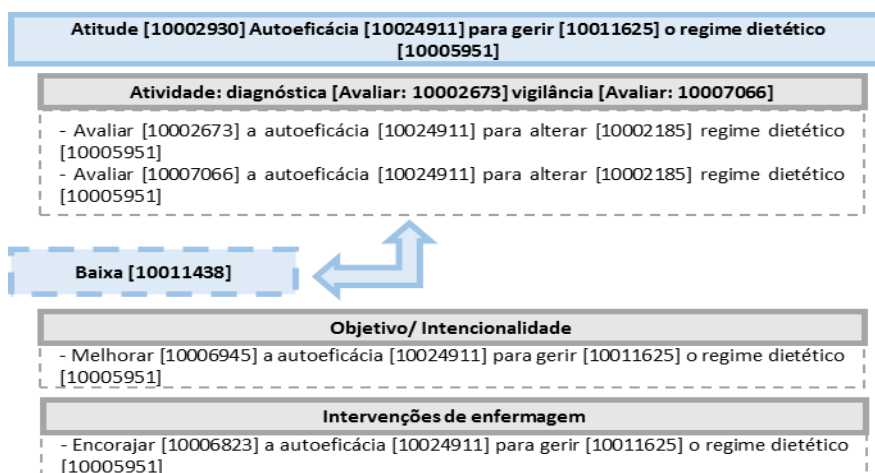 Atitude [10002930] Autoeficácia [10024911] para gerir [10011625] o regime dietético
[10005951]
Atividade: diagnóstica [Avaliar: 10002673] vigilância [Avaliar: 10007066]
- Avaliar [10002673] a autoeficácia [10024911] para alterar [10002185] regime dietético
[10005951]
- Avaliar [10007066] a autoeficácia [10024911] para alterar [10002185] regime dietético
[10005951]
Baixa [10011438]
Objetivo/ Intencionalidade
- Melhorar [10006945] a autoeficácia [10024911] para gerir [10011625] o regime dietético
[10005951]
Intervenções de enfermagem
- Encorajar [10006823] a autoeficácia [10024911] para gerir [10011625] o regime dietético
[10005951]